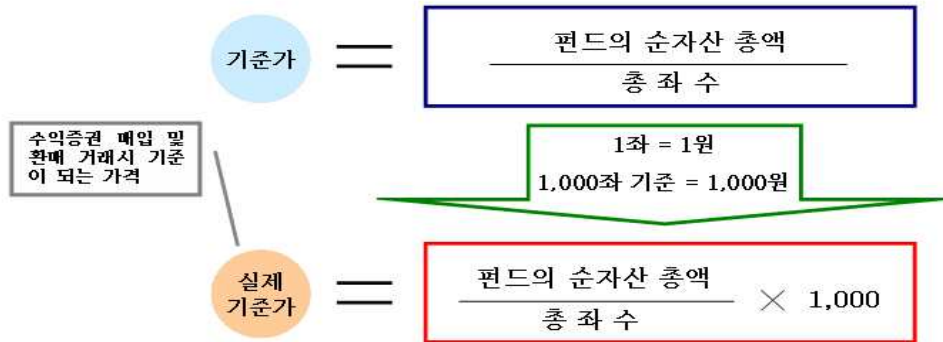 기준가
펀드의 순자산 총액
총 좌 수
수익증권 매입 및
환매 거래시 기준
이 되는 가격
1좌 = 1원
1,000좌 기준 = 1,000원
실제
기준가
펀드의 순자산 총액
총 좌 수
× 1,000